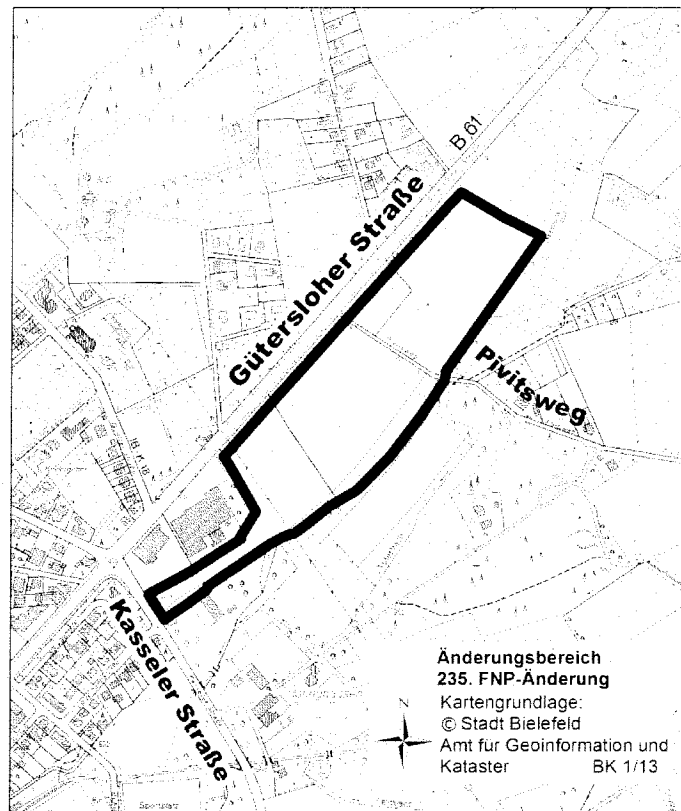 B 61
Gütersloher Straße
Pivitsweg
Kasseler Straße
Änderungsbereich
235. FNP-Änderung
N
Kartengrundlage:
© Stadt Bielefeld
Amt für Geoinformation und
Kataster BK 1/13
Sportplatz